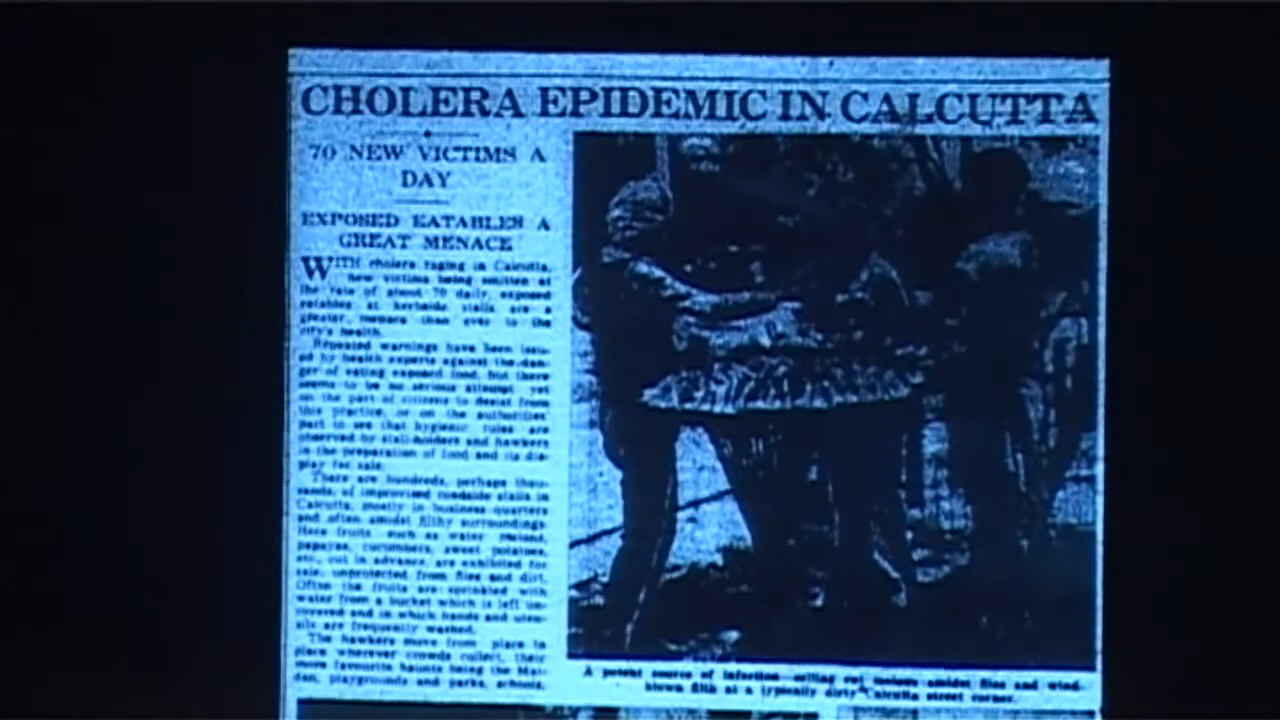 CHOLERA EPIDEMIC IN CALCUTTA
70 NEW VICTIMS A
DAY
EXPOSED EATABLES A
GREAT MENACE
WITH cholera raging in Calcutta,
new victims being smitten at
the rate of about 70 daily, exposed
eatables at kerbside stalls are a
greater menace than ever to the
city's health.
Repeated warnings have been issu-
ed by health experts against the dan-
ger of eating exposed food, but there
seems to be no serious attempt yet
on the part of citizens to desist from
this practice, or on the authorities'
part to see that hygienic rules are
observed by stall-holders and hawkers
in the preparation of food and its dis-
play for sale.
There are hundreds, perhaps thou-
sands, of improvised roadside stalls in
Calcutta, mostly in business quarters
and often amidst filthy surroundings.
Here fruits such as water melons,
papayas, cucumbers, sweet potatoes,
etc., cut in advance, are exhibited for
sale, unprotected from flies and dirt.
Often the fruits are sprinkled with
water from a bucket which is left un-
covered and in which hands and uten-
sils are frequently washed.
The hawkers move from place to
place wherever crowds collect, their
more favourite haunts being the Mai-
dan, playgrounds and parks, schools,
A potent source of infection—selling cut melons amidst flies and wind-
blown filth at a typically dirty Calcutta street corner.